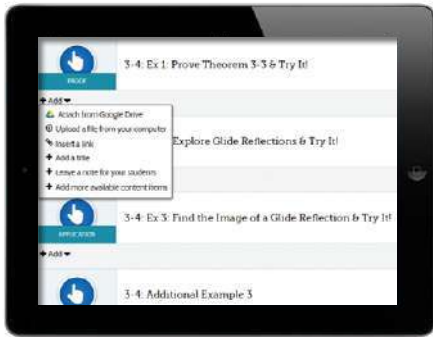 3-4: Ex 1: Prove Theorem 3-3 & Try It!
PROOF
+ Add
Attach from Google Drive
Upload a file from your computer
Insert a link
+ Add a title
+ Leave a note for your students
+ Add more available content items
Explore Glide Reflections & Try It!
3-4: Ex 3: Find the Image of a Glide Reflection & Try It!
APPLICATION
+ Add
3-4: Additional Example 3